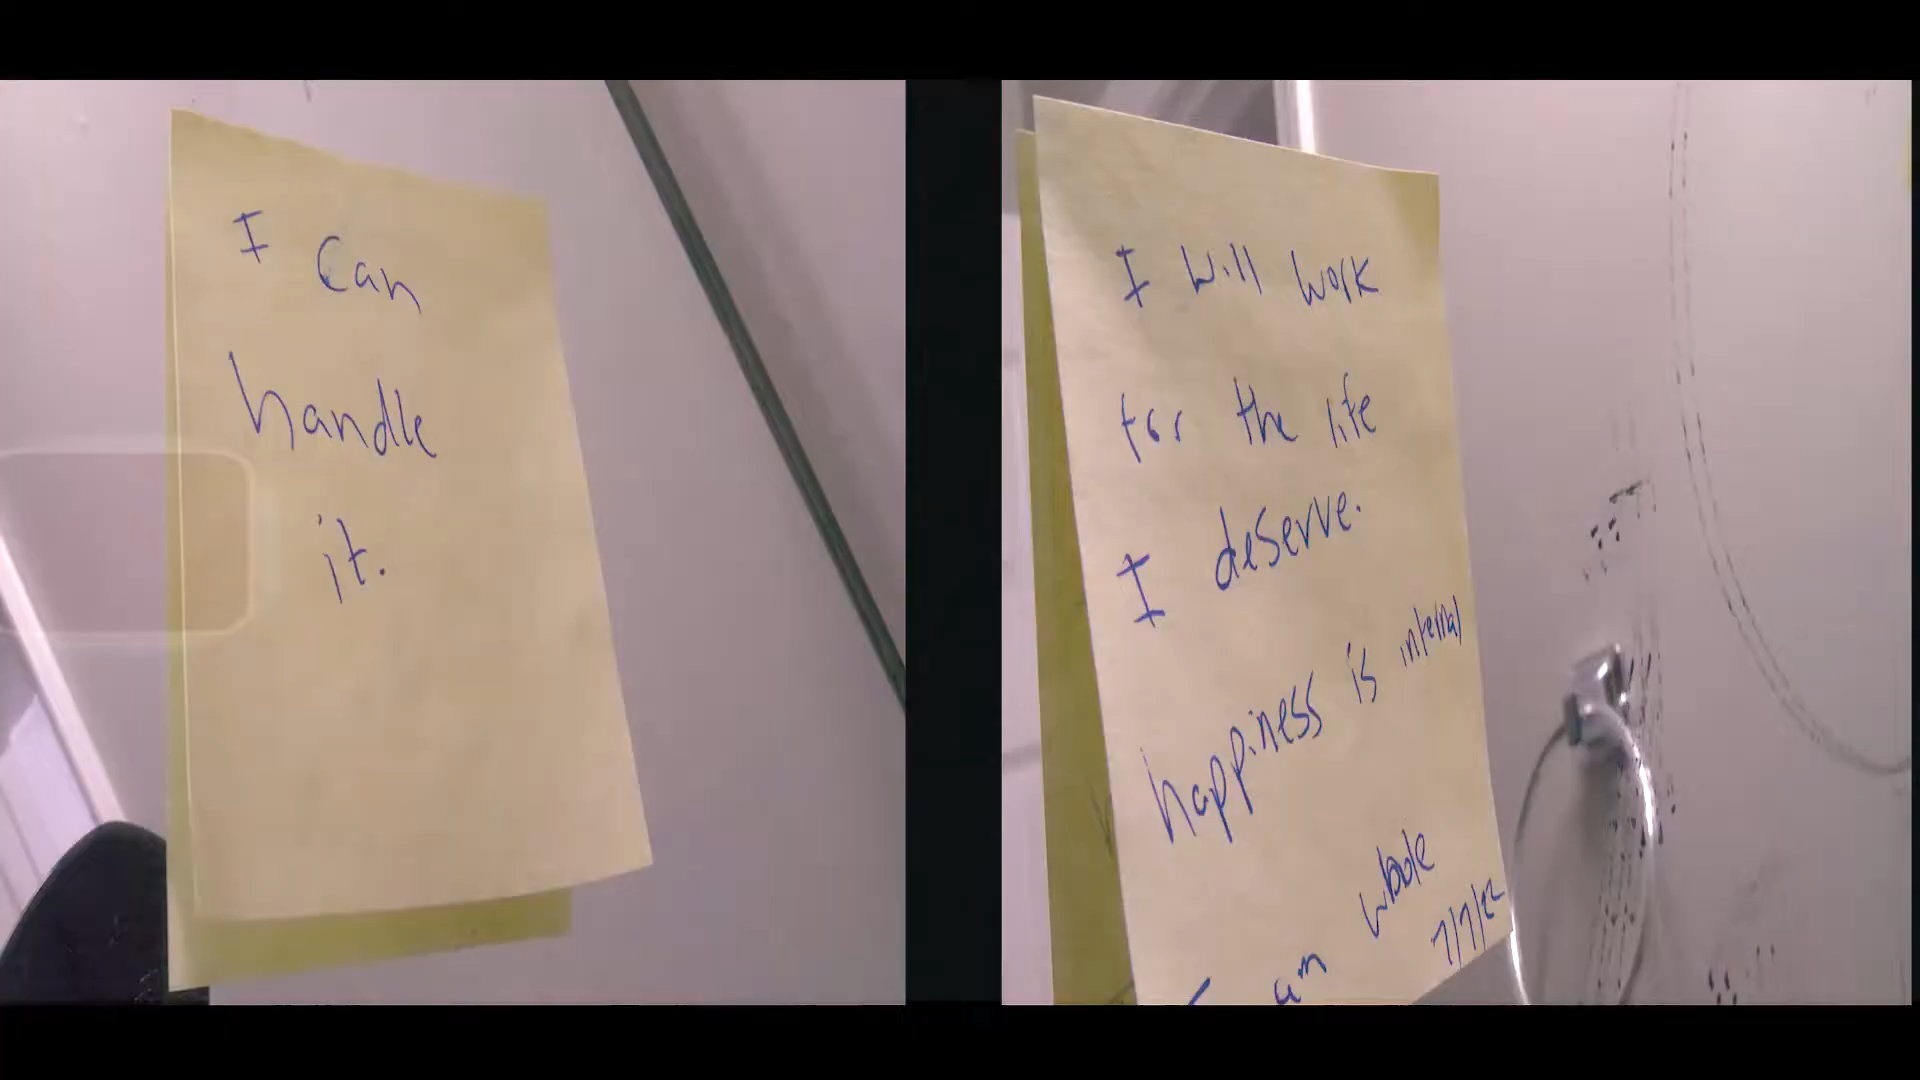 I can
handle
it.
I will work
for the life
I deserve.
happiness is internal
I am whole
7/7/22